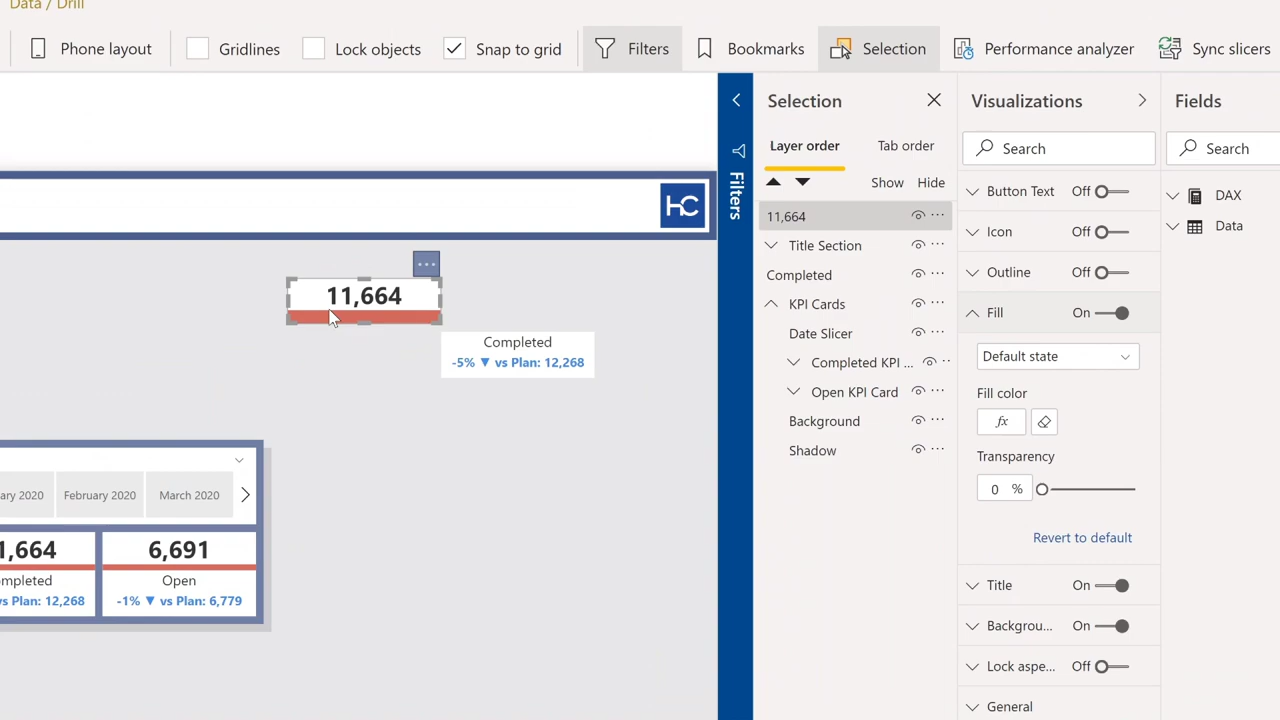 Data / Drill
Phone layout
Gridlines
Lock objects
Snap to grid
Filters
Bookmarks
Selection
Performance analyzer
Sync slicers
HC
11,664
Completed
-5% ▼ vs Plan: 12,268
ary 2020
February 2020
March 2020
1,664
6,691
ompleted
Open
vs Plan: 12,268
-1% ▼ vs Plan: 6,779
Filters
Selection
Layer order
Tab order
Show
Hide
11,664
Title Section
Completed
KPI Cards
Date Slicer
Completed KPI ...
Open KPI Card
Background
Shadow
Visualizations
Search
Button Text Off
Icon Off
Outline Off
Fill On
Default state
Fill color
fx
Transparency
0 %
Revert to default
Title On
Backgrou... On
Lock aspe... Off
General
Fields
Search
DAX
Data